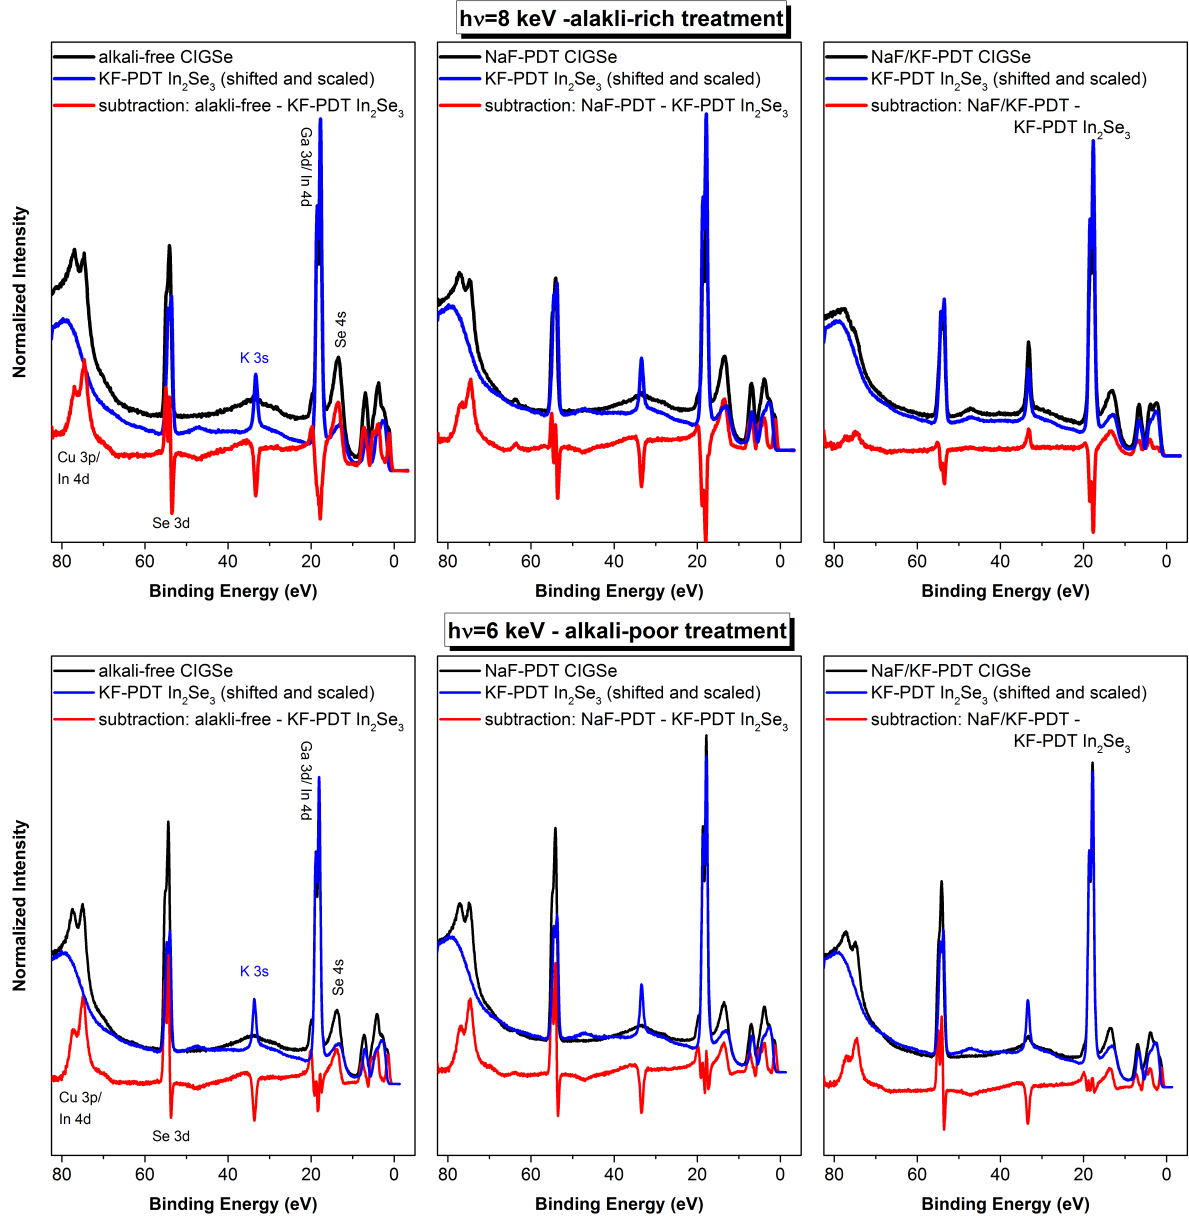 hν=8 keV -alakli-rich treatment
alkali-free CIGSe
KF-PDT In₂Se₃ (shifted and scaled)
subtraction: alakli-free - KF-PDT In₂Se₃
Ga 3d/ In 4d
K 3s
Se 4s
Cu 3p/
In 4d
Se 3d
Normalized Intensity
80 60 40 20 0
Binding Energy (eV)
NaF-PDT CIGSe
KF-PDT In₂Se₃ (shifted and scaled)
subtraction: NaF-PDT - KF-PDT In₂Se₃
80 60 40 20 0
Binding Energy (eV)
NaF/KF-PDT CIGSe
KF-PDT In₂Se₃ (shifted and scaled)
subtraction: NaF/KF-PDT -
KF-PDT In₂Se₃
80 60 40 20 0
Binding Energy (eV)
hν=6 keV - alkali-poor treatment
alkali-free CIGSe
KF-PDT In₂Se₃ (shifted and scaled)
subtraction: alakli-free - KF-PDT In₂Se₃
Ga 3d/ In 4d
K 3s
Se 4s
Cu 3p/
In 4d
Se 3d
Normalized Intensity
80 60 40 20 0
Binding Energy (eV)
NaF-PDT CIGSe
KF-PDT In₂Se₃ (shifted and scaled)
subtraction: NaF-PDT - KF-PDT In₂Se₃
80 60 40 20 0
Binding Energy (eV)
NaF/KF-PDT CIGSe
KF-PDT In₂Se₃ (shifted and scaled)
subtraction: NaF/KF-PDT -
KF-PDT In₂Se₃
80 60 40 20 0
Binding Energy (eV)